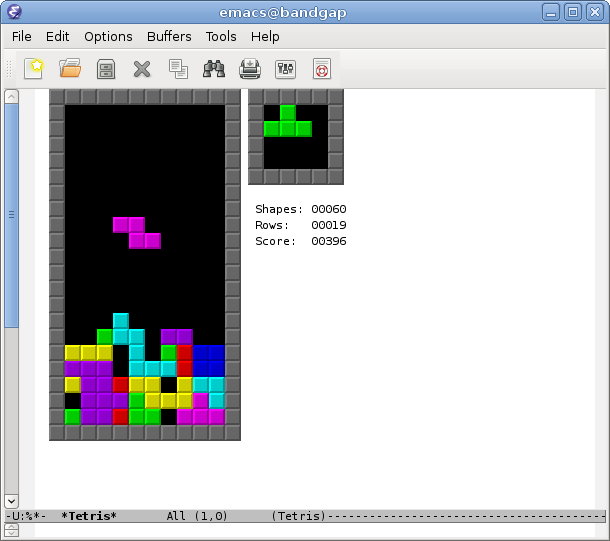 emacs@bandgap
File Edit Options Buffers Tools Help
Shapes: 00060
Rows: 00019
Score: 00396
-U:%*- *Tetris* All (1,0) (Tetris)-----------------------------------